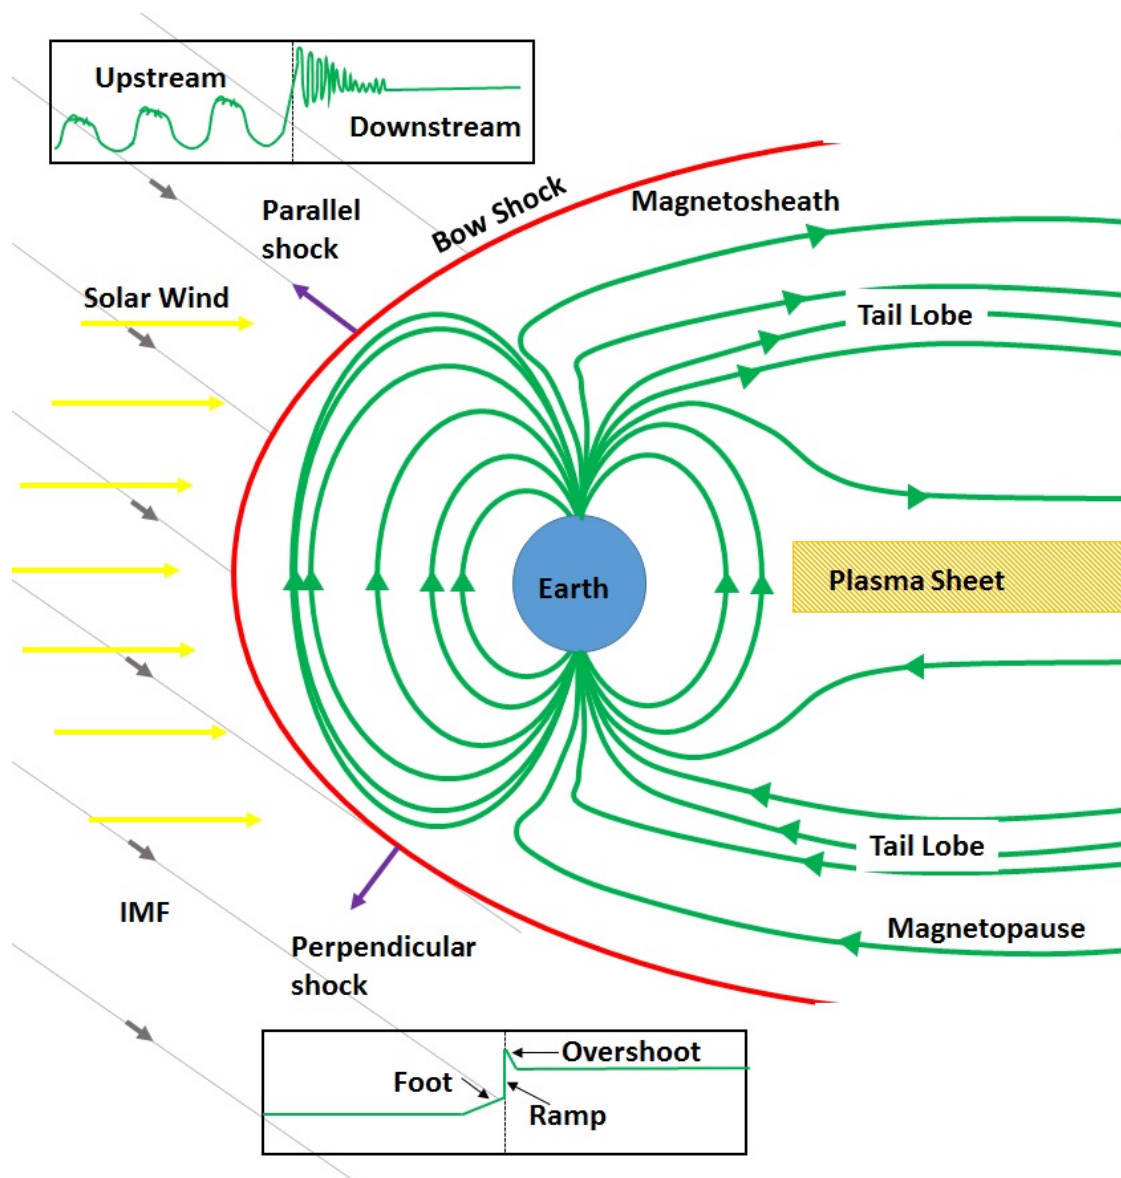 Upstream
Downstream
Parallel
shock
Bow Shock
Magnetosheath
Solar Wind
Tail Lobe
Earth
Plasma Sheet
Tail Lobe
IMF
Magnetopause
Perpendicular
shock
Overshoot
Foot
Ramp